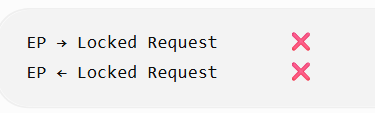 EP → Locked Request ❌
EP ← Locked Request ❌